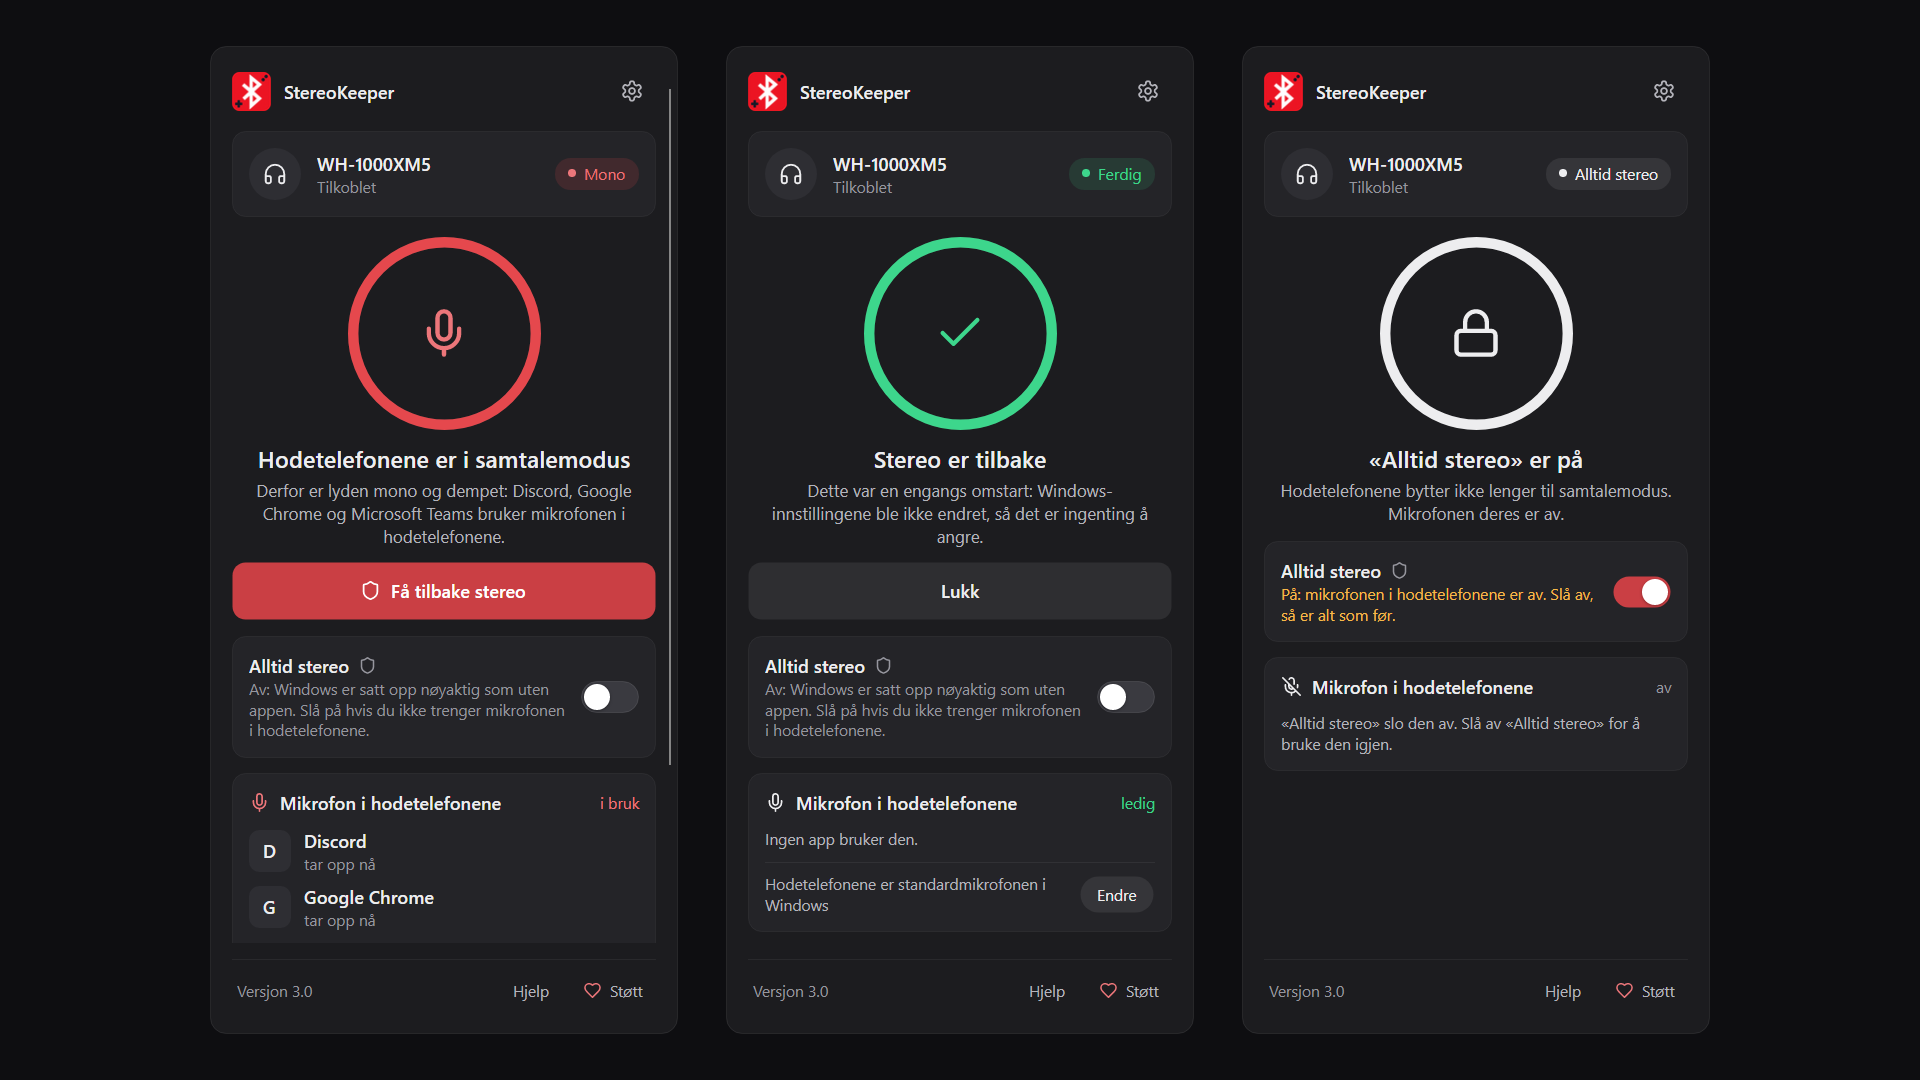 StereoKeeper
WH-1000XM5
Tilkoblet
Mono
Hodetelefonene er i samtalemodus
Derfor er lyden mono og dempet: Discord, Google
Chrome og Microsoft Teams bruker mikrofonen i
hodetelefonene.
Få tilbake stereo
Alltid stereo
Av: Windows er satt opp nøyaktig som uten
appen. Slå på hvis du ikke trenger mikrofonen
i hodetelefonene.
Mikrofon i hodetelefonene
i bruk
D
Discord
tar opp nå
G
Google Chrome
tar opp nå
Versjon 3.0
Hjelp
Støtt
StereoKeeper
WH-1000XM5
Tilkoblet
Ferdig
Stereo er tilbake
Dette var en engangs omstart: Windows-
innstillingene ble ikke endret, så det er ingenting å
angre.
Lukk
Alltid stereo
Av: Windows er satt opp nøyaktig som uten
appen. Slå på hvis du ikke trenger mikrofonen
i hodetelefonene.
Mikrofon i hodetelefonene
ledig
Ingen app bruker den.
Hodetelefonene er standardmikrofonen i
Windows
Endre
Versjon 3.0
Hjelp
Støtt
StereoKeeper
WH-1000XM5
Tilkoblet
Alltid stereo
«Alltid stereo» er på
Hodetelefonene bytter ikke lenger til samtalemodus.
Mikrofonen deres er av.
Alltid stereo
På: mikrofonen i hodetelefonene er av. Slå av,
så er alt som før.
Mikrofon i hodetelefonene
av
«Alltid stereo» slo den av. Slå av «Alltid stereo» for å
bruke den igjen.
Versjon 3.0
Hjelp
Støtt